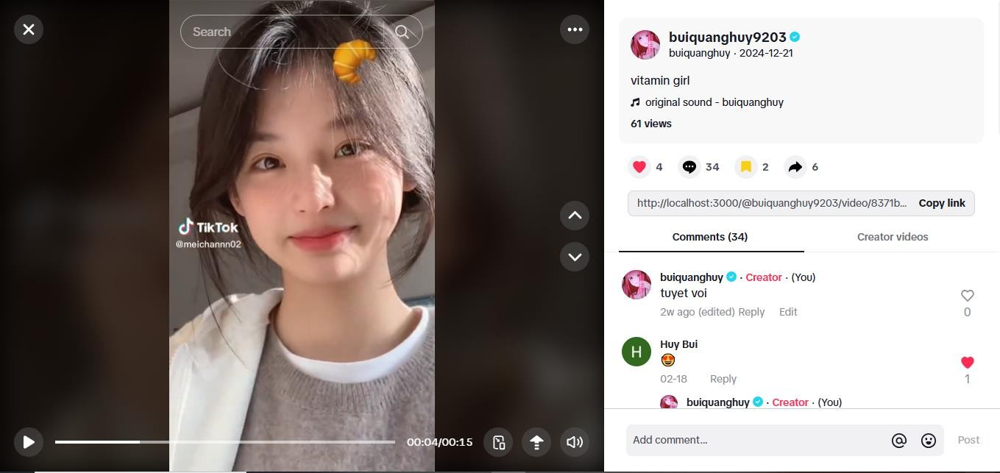 Search
TikTok
@meichannn02
00:04/00:15
buiquanghuy9203
buiquanghuy · 2024-12-21
vitamin girl
original sound - buiquanghuy
61 views
4 34 2 6
http://localhost:3000/@buiquanghuy9203/video/8371b... Copy link
Comments (34) Creator videos
buiquanghuy · Creator · (You)
tuyet voi
2w ago (edited) Reply Edit
0
H
Huy Bui
😍
02-18 Reply
1
buiquanghuy · Creator · (You)
Add comment... @ Post